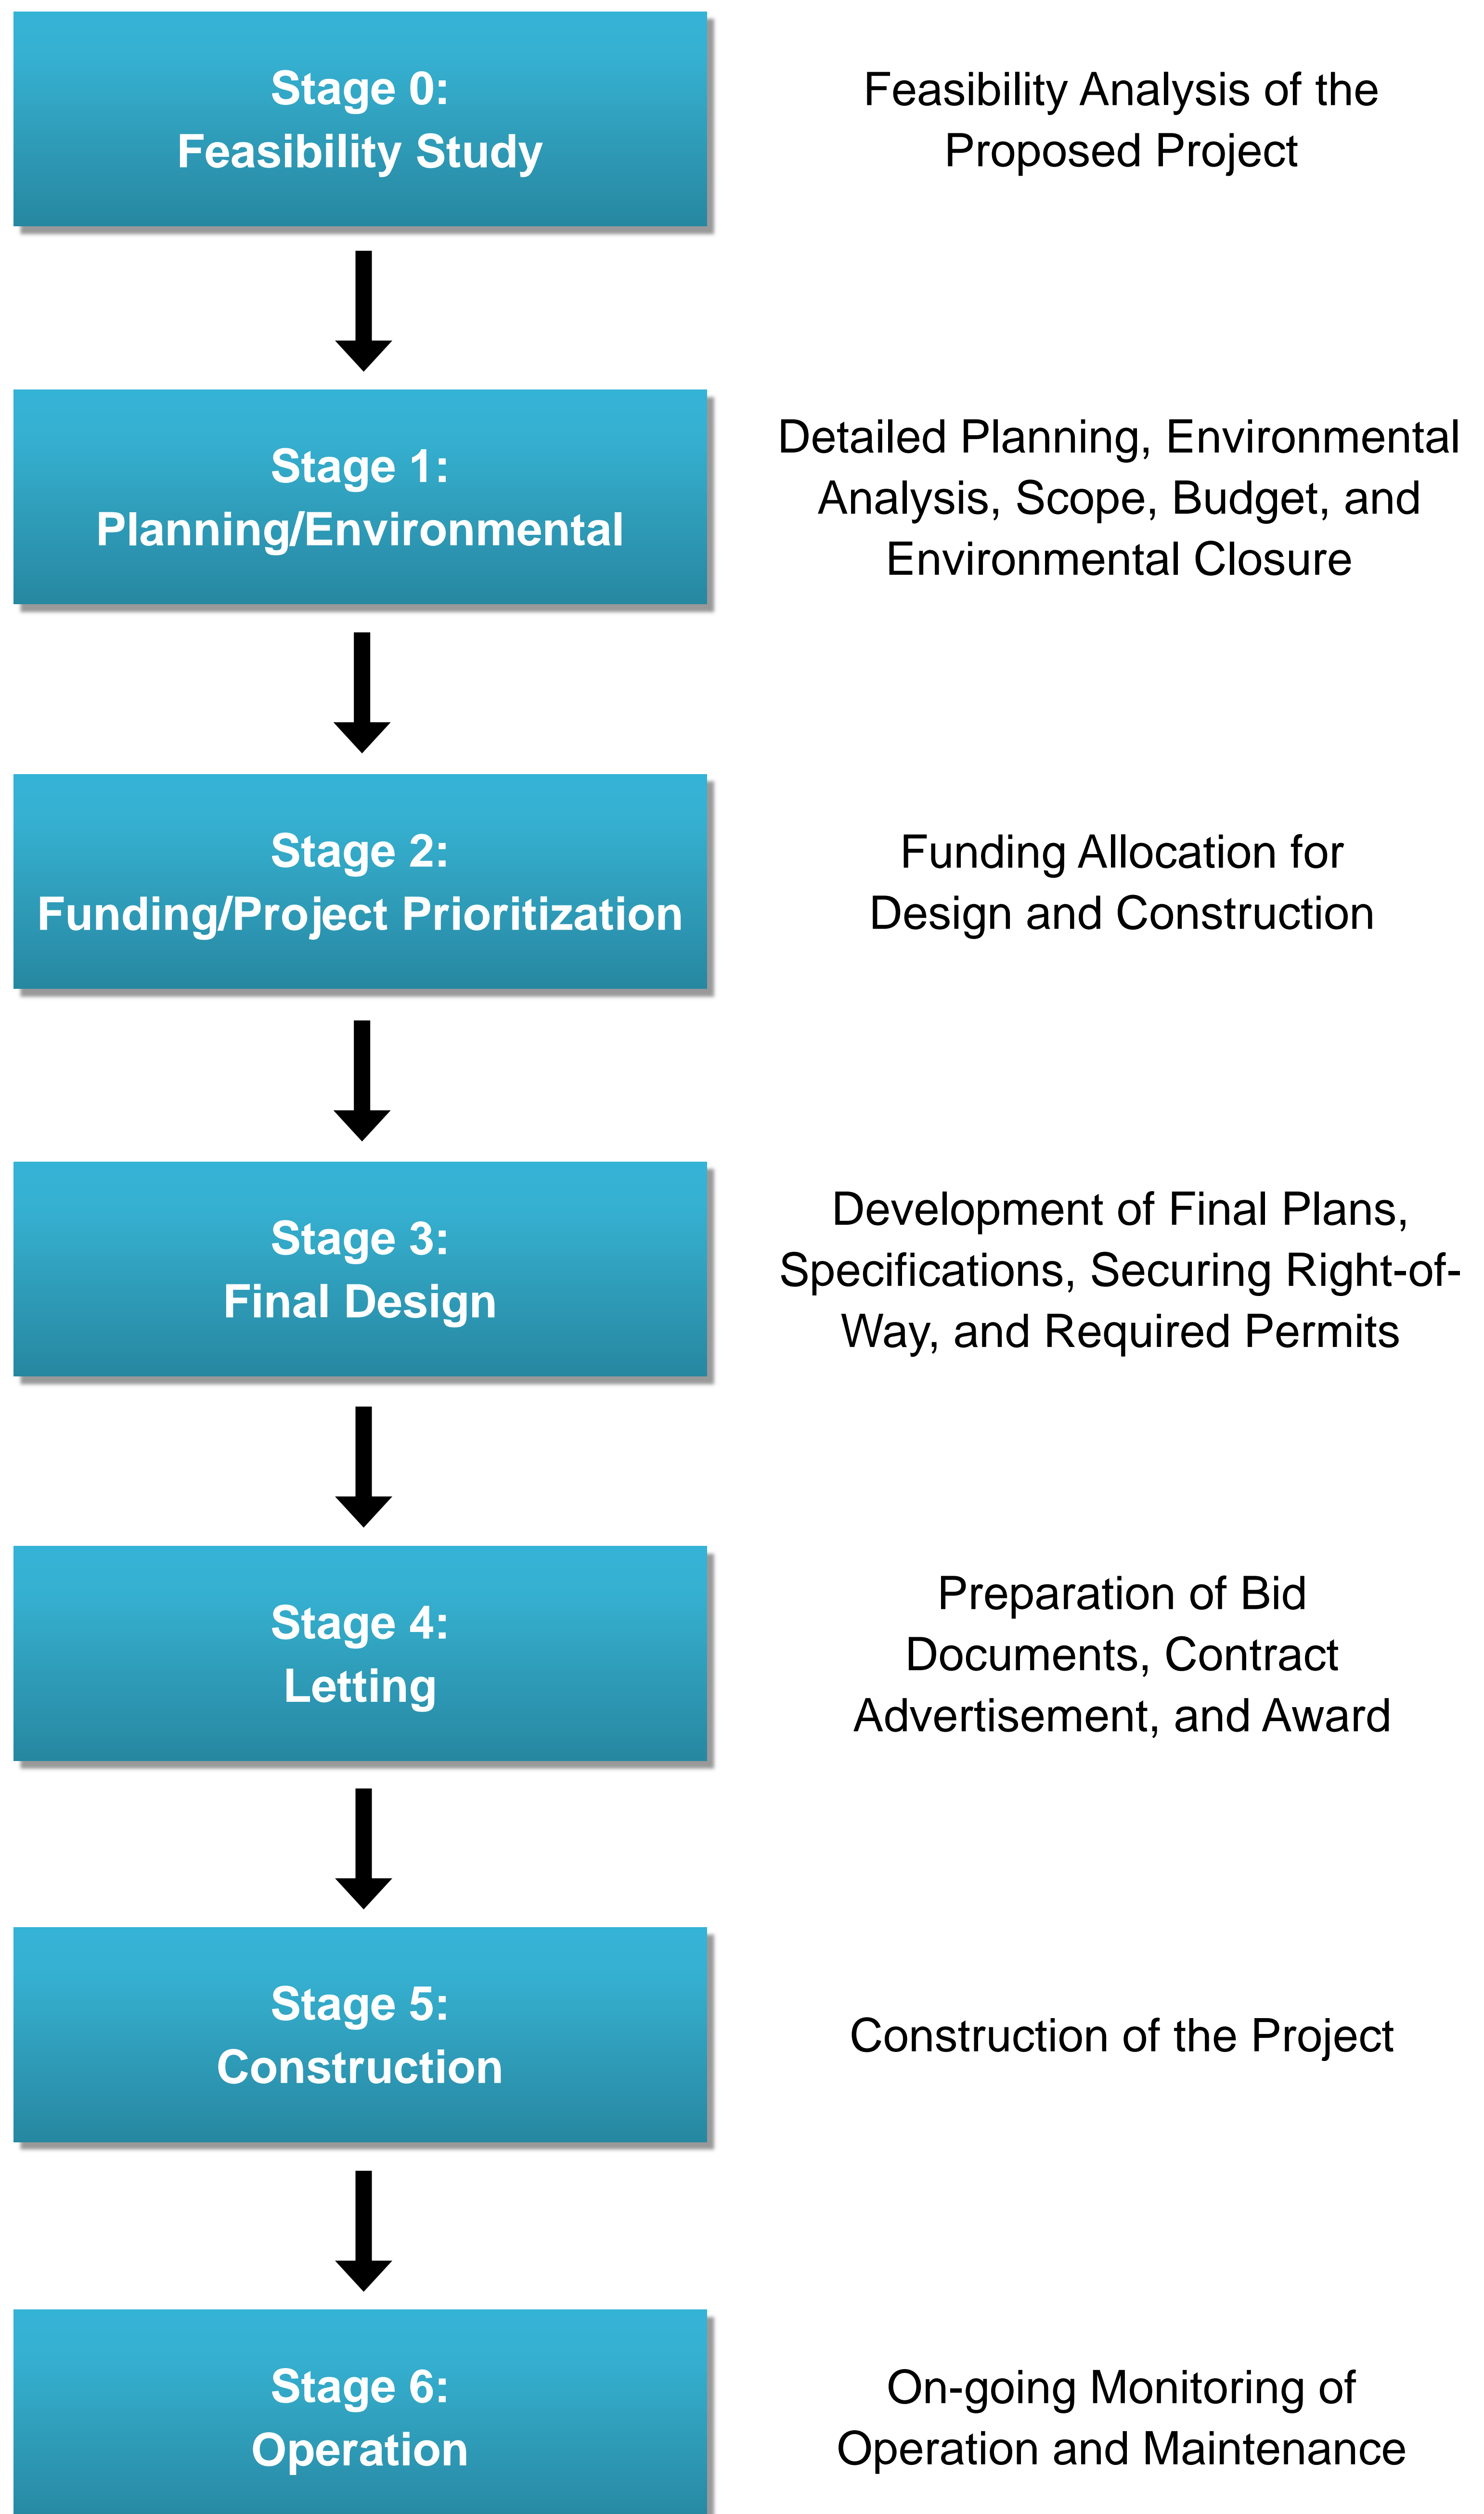 Stage 0:
Feasibility Study
Feasibility Analysis of the
Proposed Project
Stage 1:
Planning/Environmental
Detailed Planning, Environmental
Analysis, Scope, Budget, and
Environmental Closure
Stage 2:
Funding/Project Prioritization
Funding Allocation for
Design and Construction
Stage 3:
Final Design
Development of Final Plans,
Specifications, Securing Right-of-
Way, and Required Permits
Stage 4:
Letting
Preparation of Bid
Documents, Contract
Advertisement, and Award
Stage 5:
Construction
Construction of the Project
Stage 6:
Operation
On-going Monitoring of
Operation and Maintenance